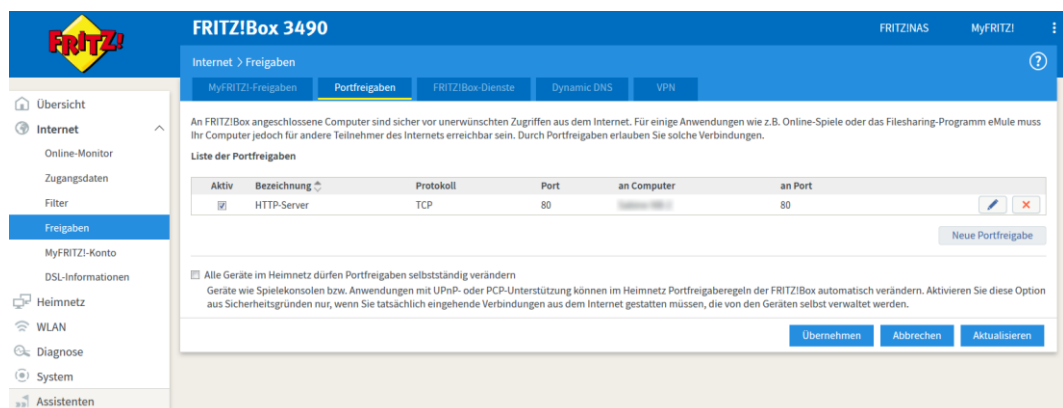 FRITZ!
FRITZ!Box 3490
FRITZ!NAS
MyFRITZ!
Internet > Freigaben
?
MyFRITZ!-Freigaben
Portfreigaben
FRITZ!Box-Dienste
Dynamic DNS
VPN
Übersicht
Internet
Online-Monitor
Zugangsdaten
Filter
Freigaben
MyFRITZ!-Konto
DSL-Informationen
Heimnetz
WLAN
Diagnose
System
Assistenten
An FRITZ!Box angeschlossene Computer sind sicher vor unerwünschten Zugriffen aus dem Internet. Für einige Anwendungen wie z.B. Online-Spiele oder das Filesharing-Programm eMule muss
Ihr Computer jedoch für andere Teilnehmer des Internets erreichbar sein. Durch Portfreigaben erlauben Sie solche Verbindungen.
Liste der Portfreigaben
Aktiv Bezeichnung Protokoll Port an Computer an Port
HTTP-Server TCP 80 80
Neue Portfreigabe
Alle Geräte im Heimnetz dürfen Portfreigaben selbstständig verändern
Geräte wie Spielekonsolen bzw. Anwendungen mit UPnP- oder PCP-Unterstützung können im Heimnetz Portfreigaberegeln der FRITZ!Box automatisch verändern. Aktivieren Sie diese Option
aus Sicherheitsgründen nur, wenn Sie tatsächlich eingehende Verbindungen aus dem Internet gestatten müssen, die von den Geräten selbst verwaltet werden.
Übernehmen
Abbrechen
Aktualisieren